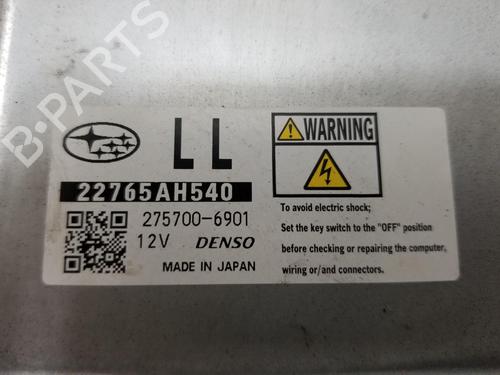 B-PARTS
LL
22765AH540
275700-6901
12V DENSO
MADE IN JAPAN
WARNING
To avoid electric shock;
Set the key switch to the "OFF" position
before checking or repairing the computer,
wiring or/and connectors.